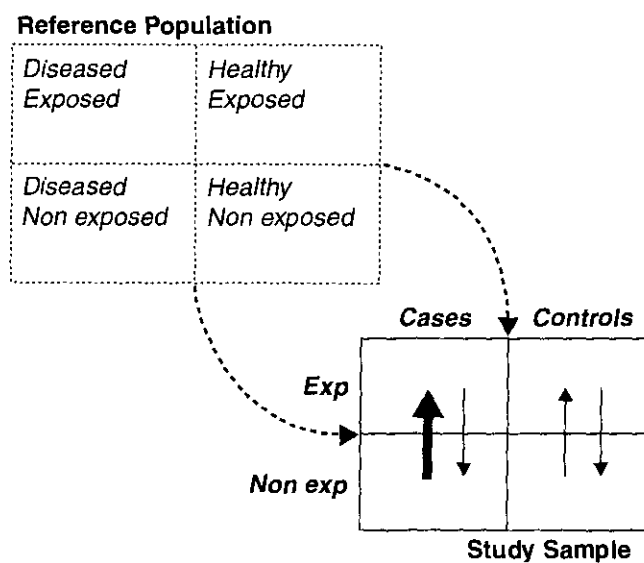 Reference Population
Diseased
Exposed
Healthy
Exposed
Diseased
Non exposed
Healthy
Non exposed
Cases
Controls
Exp
Non exp
Study Sample